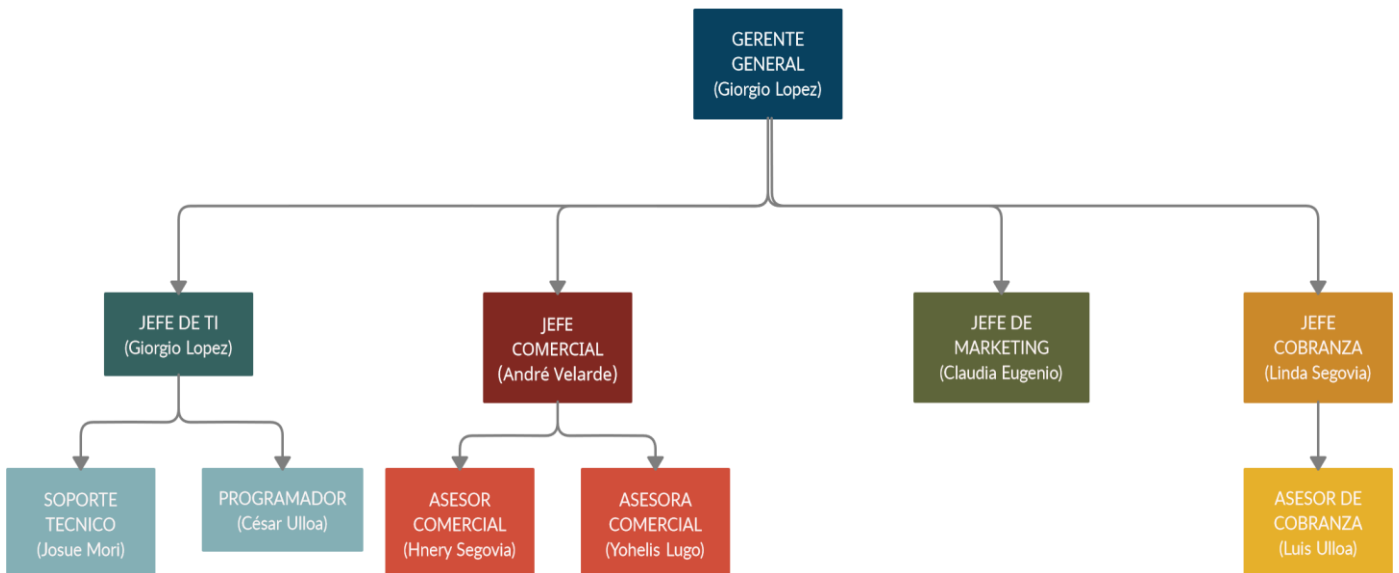 GERENTE
GENERAL
(Giorgio Lopez)
JEFE DE TI
(Giorgio Lopez)
JEFE
COMERCIAL
(André Velarde)
JEFE DE
MARKETING
(Claudia Eugenio)
JEFE
COBRANZA
(Linda Segovia)
SOPORTE
TECNICO
(Josue Mori)
PROGRAMADOR
(César Ulloa)
ASESOR
COMERCIAL
(Hnery Segovia)
ASESORA
COMERCIAL
(Yohelis Lugo)
ASESOR DE
COBRANZA
(Luis Ulloa)